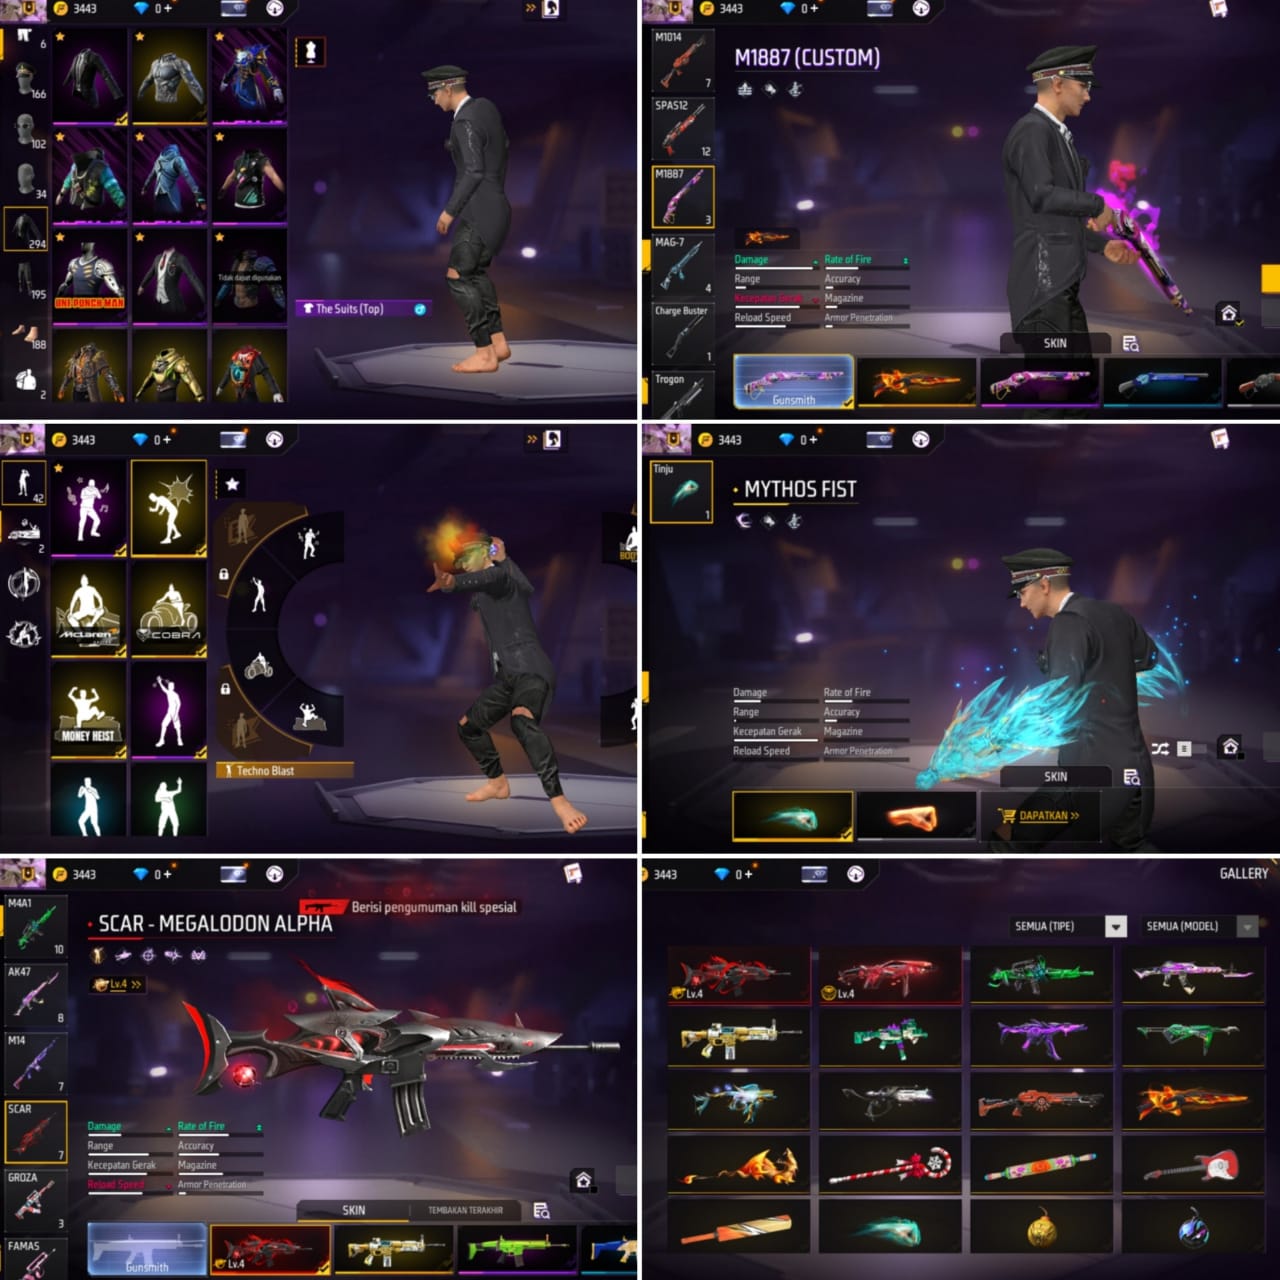 3443
0 +
6
166
102
34
294
195
188
2
UNI-PUNCH MAN
Tidak dapat digunakan
The Suits (Top)
3443
0 +
M1014
7
SPAS12
12
M1887
3
MAG-7
4
Charge Buster
1
Trogon
M1887 (CUSTOM)
Damage
Rate of Fire
Range
Accuracy
Kecepatan Gerak
Magazine
Reload Speed
Armor Penetration
SKIN
Gunsmith
3443
0 +
42
2
McLaren
COBRA
MONEY HEIST
Techno Blast
3443
0 +
Tinju
1
MYTHOS FIST
Damage
Rate of Fire
Range
Accuracy
Kecepatan Gerak
Magazine
Reload Speed
Armor Penetration
SKIN
DAPATKAN >>
3443
0 +
M4A1
10
AK47
8
M14
7
SCAR
7
GROZA
3
FAMAS
Berisi pengumuman kill spesial
SCAR - MEGALODON ALPHA
Lv.4 >>
Damage
Rate of Fire
Range
Accuracy
Kecepatan Gerak
Magazine
Reload Speed
Armor Penetration
SKIN
TEMBAKAN TERAKHIR
Gunsmith
Lv.4
3443
0 +
GALLERY
SEMUA (TIPE)
SEMUA (MODEL)
Lv.4
Lv.4